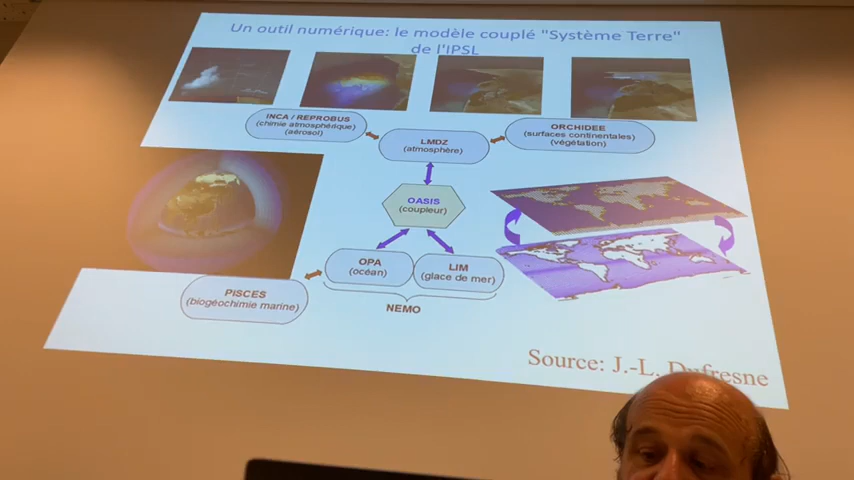 Un outil numérique: le modèle couplé "Système Terre"
de l'IPSL
INCA / REPROBUS
(chimie atmosphérique)
(aérosol)
LMDZ
(atmosphère)
ORCHIDEE
(surfaces continentales)
(végétation)
OASIS
(coupleur)
OPA
(océan)
LIM
(glace de mer)
PISCES
(biogéochimie marine)
NEMO
Source: J.-L. Dufresne